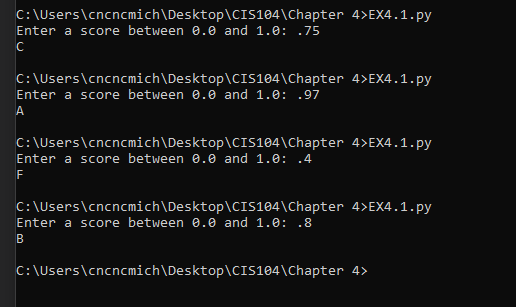 C:\Users\cncncmich\Desktop\CIS104\Chapter 4>EX4.1.py
Enter a score between 0.0 and 1.0: .75
C
C:\Users\cncncmich\Desktop\CIS104\Chapter 4>EX4.1.py
Enter a score between 0.0 and 1.0: .97
A
C:\Users\cncncmich\Desktop\CIS104\Chapter 4>EX4.1.py
Enter a score between 0.0 and 1.0: .4
F
C:\Users\cncncmich\Desktop\CIS104\Chapter 4>EX4.1.py
Enter a score between 0.0 and 1.0: .8
B
C:\Users\cncncmich\Desktop\CIS104\Chapter 4>